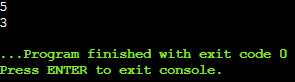 5
3
...Program finished with exit code 0
Press ENTER to exit console.